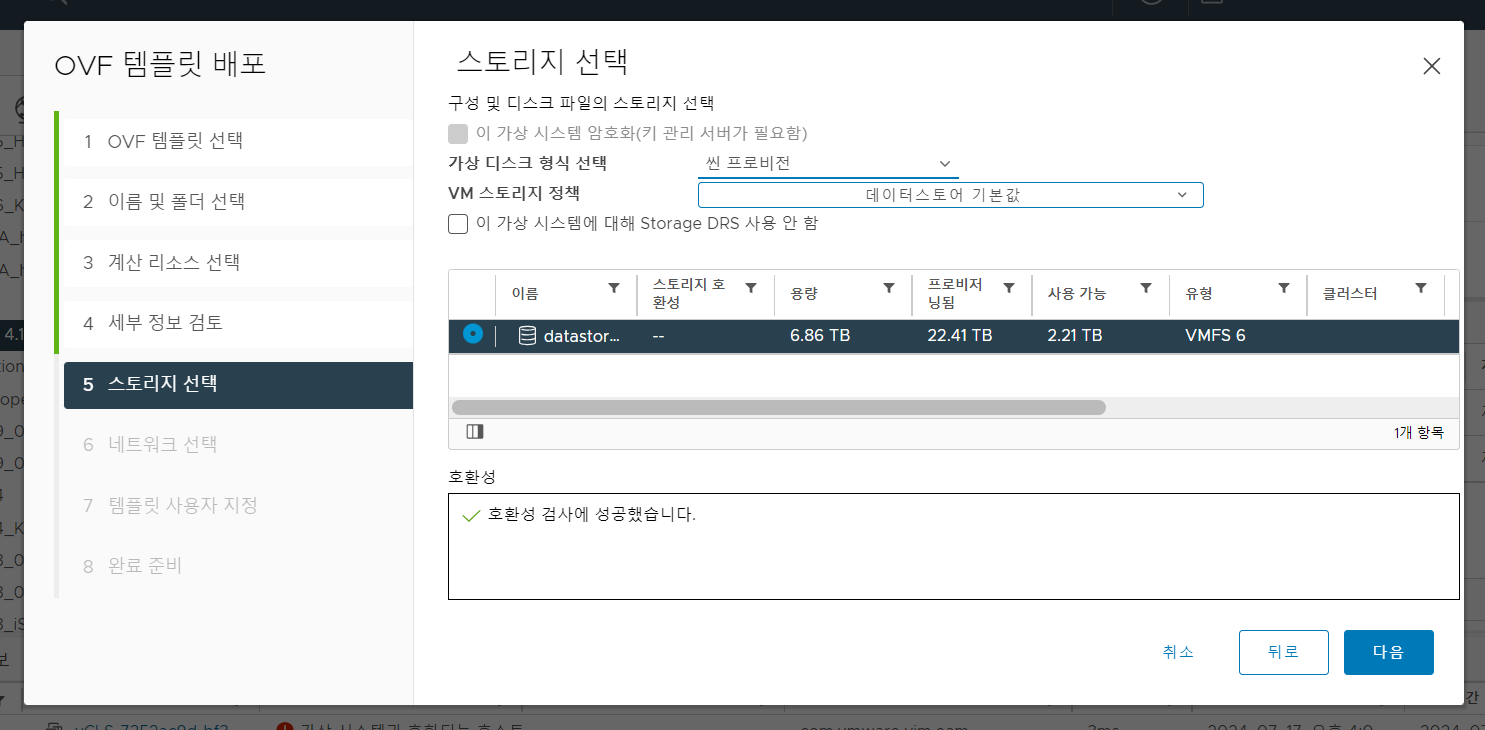 OVF 템플릿 배포
1 OVF 템플릿 선택
2 이름 및 폴더 선택
3 계산 리소스 선택
4 세부 정보 검토
5 스토리지 선택
6 네트워크 선택
7 템플릿 사용자 지정
8 완료 준비
스토리지 선택
구성 및 디스크 파일의 스토리지 선택
이 가상 시스템 암호화(키 관리 서버가 필요함)
가상 디스크 형식 선택 씬 프로비전
VM 스토리지 정책 데이터스토어 기본값
이 가상 시스템에 대해 Storage DRS 사용 안 함
이름 스토리지 호환성 용량 프로비저닝됨 사용 가능 유형 클러스터
datastor... -- 6.86 TB 22.41 TB 2.21 TB VMFS 6
1개 항목
호환성
호환성 검사에 성공했습니다.
취소 뒤로 다음